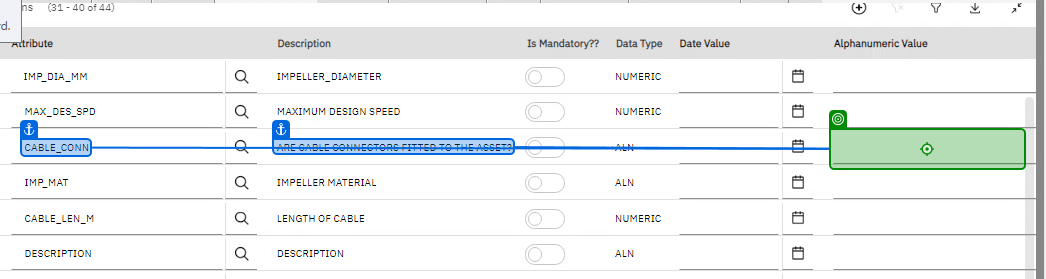 ns (31 - 40 of 44)
rd.
Attribute Description Is Mandatory?? Data Type Date Value Alphanumeric Value
IMP_DIA_MM IMPELLER_DIAMETER NUMERIC
MAX_DES_SPD MAXIMUM DESIGN SPEED NUMERIC
CABLE_CONN ARE CABLE CONNECTORS FITTED TO THE ASSET? ALN
IMP_MAT IMPELLER MATERIAL ALN
CABLE_LEN_M LENGTH OF CABLE NUMERIC
DESCRIPTION DESCRIPTION ALN